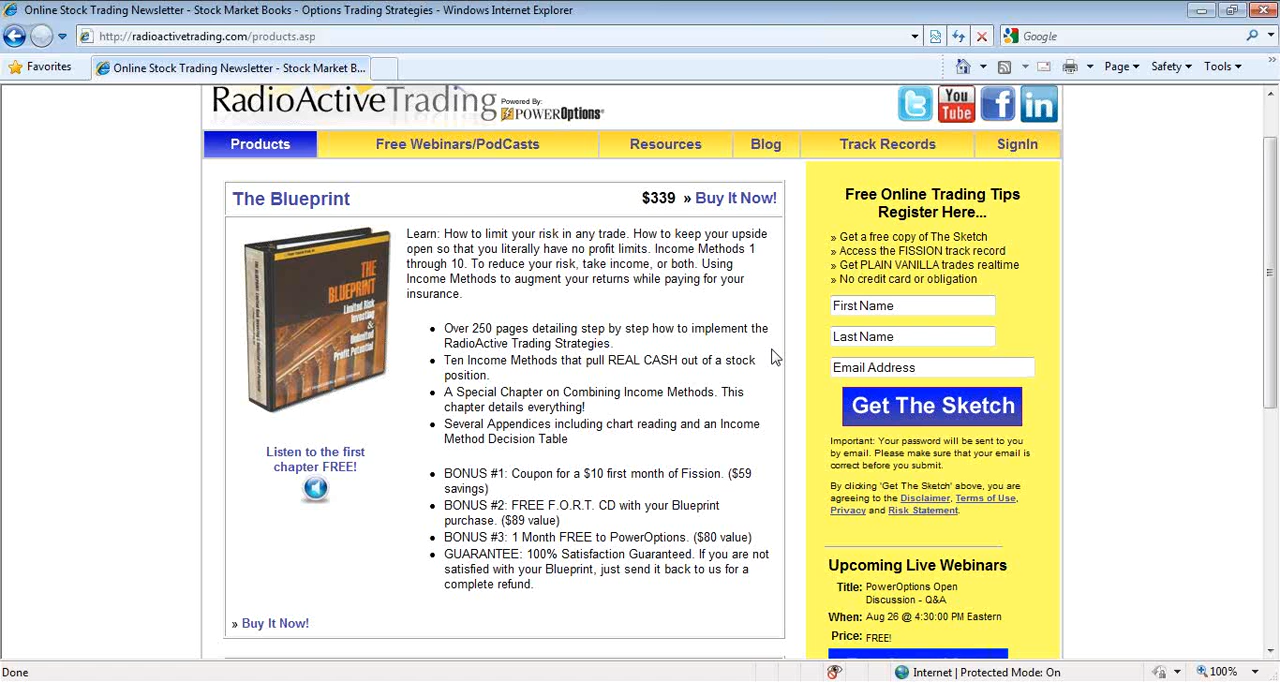 Online Stock Trading Newsletter - Stock Market Books - Options Trading Strategies - Windows Internet Explorer
http://radioactivetrading.com/products.asp
Google
Favorites
Online Stock Trading Newsletter - Stock Market B...
Page
Safety
Tools
RadioActiveTrading
Powered By:
POWEROptions
You
Tube
f
in
Products
Free Webinars/PodCasts
Resources
Blog
Track Records
SignIn
The Blueprint
$339 » Buy It Now!
THE
BLUEPRINT
Limited Risk
Investing
&
Unlimited
Profit Potential
Listen to the first
chapter FREE!
Learn: How to limit your risk in any trade. How to keep your upside
open so that you literally have no profit limits. Income Methods 1
through 10. To reduce your risk, take income, or both. Using
Income Methods to augment your returns while paying for your
insurance.
Over 250 pages detailing step by step how to implement the
RadioActive Trading Strategies.
Ten Income Methods that pull REAL CASH out of a stock
position.
A Special Chapter on Combining Income Methods. This
chapter details everything!
Several Appendices including chart reading and an Income
Method Decision Table
BONUS #1: Coupon for a $10 first month of Fission. ($59
savings)
BONUS #2: FREE F.O.R.T. CD with your Blueprint
purchase. ($89 value)
BONUS #3: 1 Month FREE to PowerOptions. ($80 value)
GUARANTEE: 100% Satisfaction Guaranteed. If you are not
satisfied with your Blueprint, just send it back to us for a
complete refund.
» Buy It Now!
Free Online Trading Tips
Register Here...
» Get a free copy of The Sketch
» Access the FISSION track record
» Get PLAIN VANILLA trades realtime
» No credit card or obligation
First Name
Last Name
Email Address
Get The Sketch
Important: Your password will be sent to you
by email. Please make sure that your email is
correct before you submit.
By clicking 'Get The Sketch' above, you are
agreeing to the Disclaimer, Terms of Use,
Privacy and Risk Statement.
Upcoming Live Webinars
Title: PowerOptions Open
Discussion - Q&A
When: Aug 26 @ 4:30:00 PM Eastern
Price: FREE!
Done
Internet | Protected Mode: On
100%